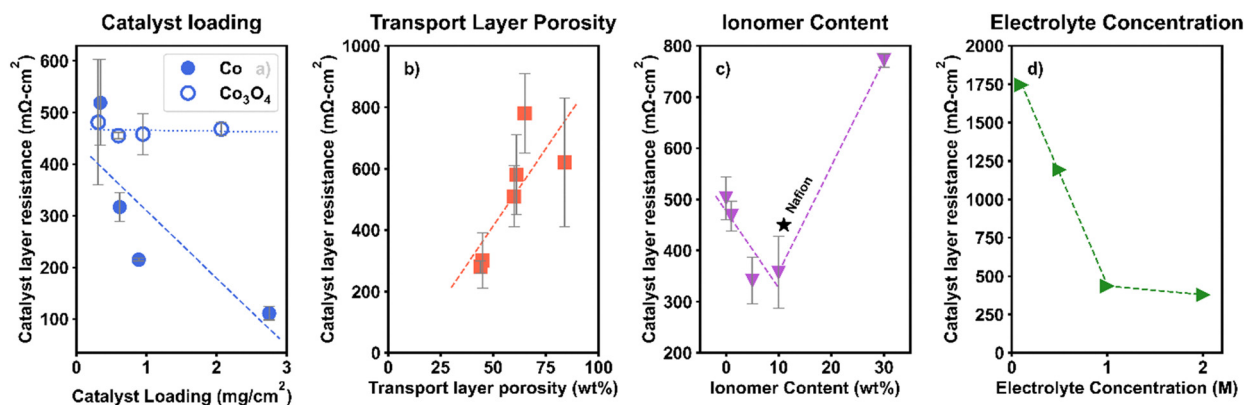 Catalyst loading
Catalyst layer resistance (mΩ-cm²)
600
500
400
300
200
100
Co a)
Co₃O₄
0 1 2 3
Catalyst Loading (mg/cm²)
Transport Layer Porosity
Catalyst layer resistance (mΩ-cm²)
1000
800
600
400
200
0
b)
0 25 50 75 100
Transport layer porosity (wt%)
Ionomer Content
Catalyst layer resistance (mΩ-cm²)
800
700
600
500
400
300
200
c)
Nafion
0 10 20 30
Ionomer Content (wt%)
Electrolyte Concentration
Catalyst layer resistance (mΩ-cm²)
2000
1750
1500
1250
1000
750
500
250
0
d)
0 1 2
Electrolyte Concentration (M)